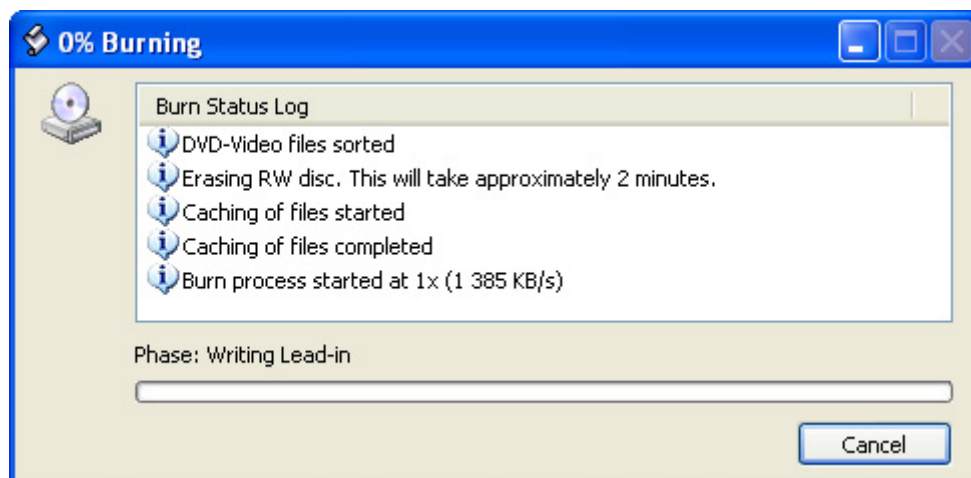 0% Burning
Burn Status Log
DVD-Video files sorted
Erasing RW disc. This will take approximately 2 minutes.
Caching of files started
Caching of files completed
Burn process started at 1x (1 385 KB/s)
Phase: Writing Lead-in
Cancel